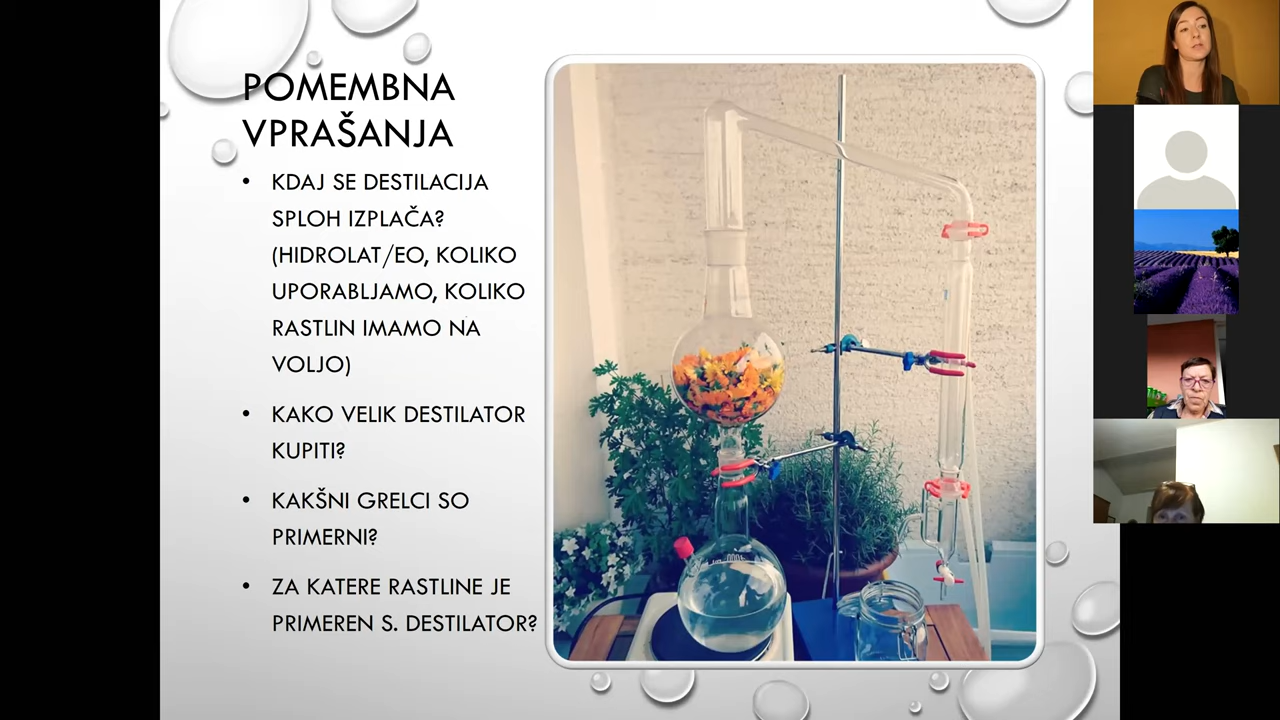 POMEMBNA
VPRAŠANJA
• KDAJ SE DESTILACIJA
SPLOH IZPLAČA?
(HIDROLAT/EO, KOLIKO
UPORABLJAMO, KOLIKO
RASTLIN IMAMO NA
VOLJO)
• KAKO VELIK DESTILATOR
KUPITI?
• KAKŠNI GRELCI SO
PRIMERNI?
• ZA KATERE RASTLINE JE
PRIMEREN S. DESTILATOR?